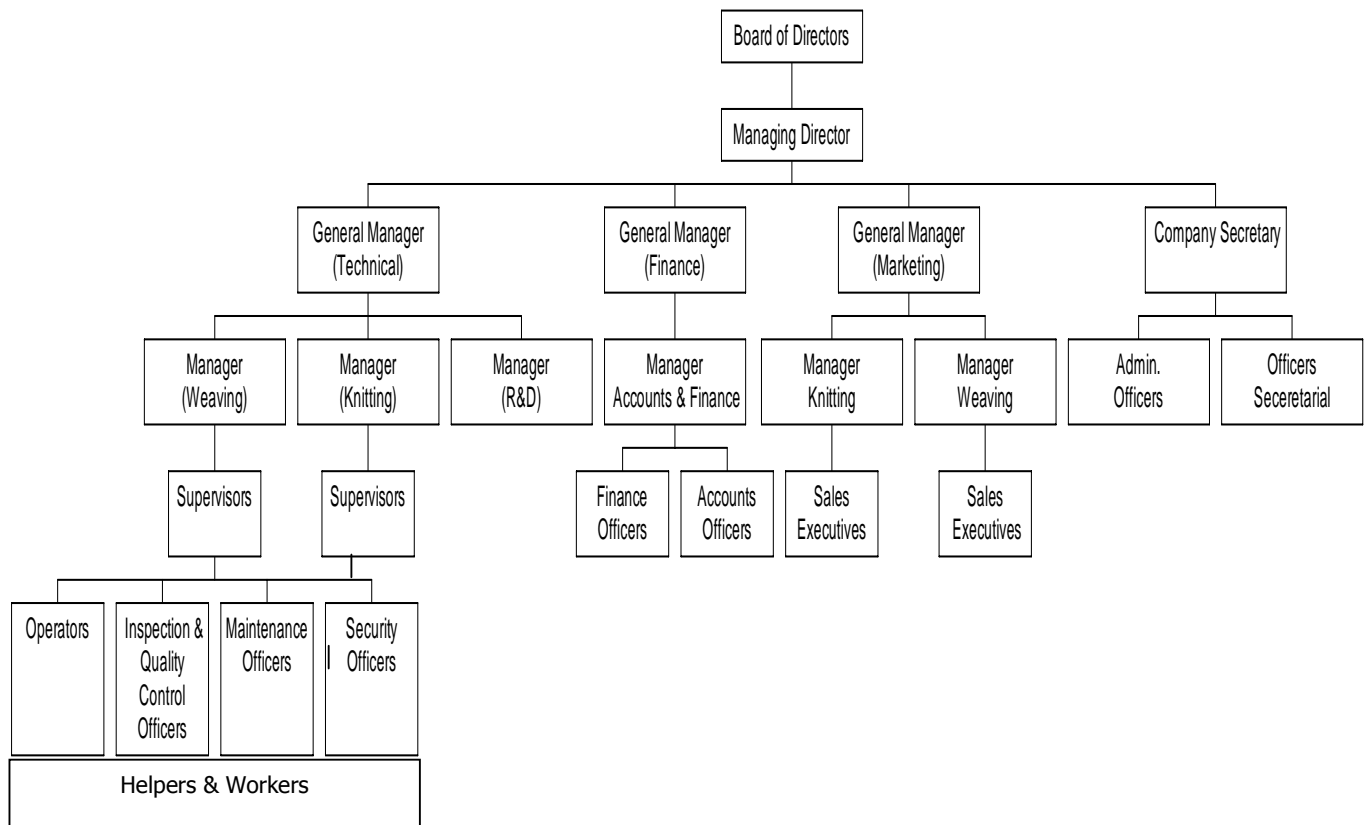 Board of Directors
Managing Director
General Manager
(Technical)
General Manager
(Finance)
General Manager
(Marketing)
Company Secretary
Manager
(Weaving)
Manager
(Knitting)
Manager
(R&D)
Manager
Accounts & Finance
Manager
Knitting
Manager
Weaving
Admin.
Officers
Officers
Seceretarial
Supervisors
Supervisors
Finance
Officers
Accounts
Officers
Sales
Executives
Sales
Executives
Operators
Inspection &
Quality
Control
Officers
Maintenance
Officers
Security
Officers
Helpers & Workers